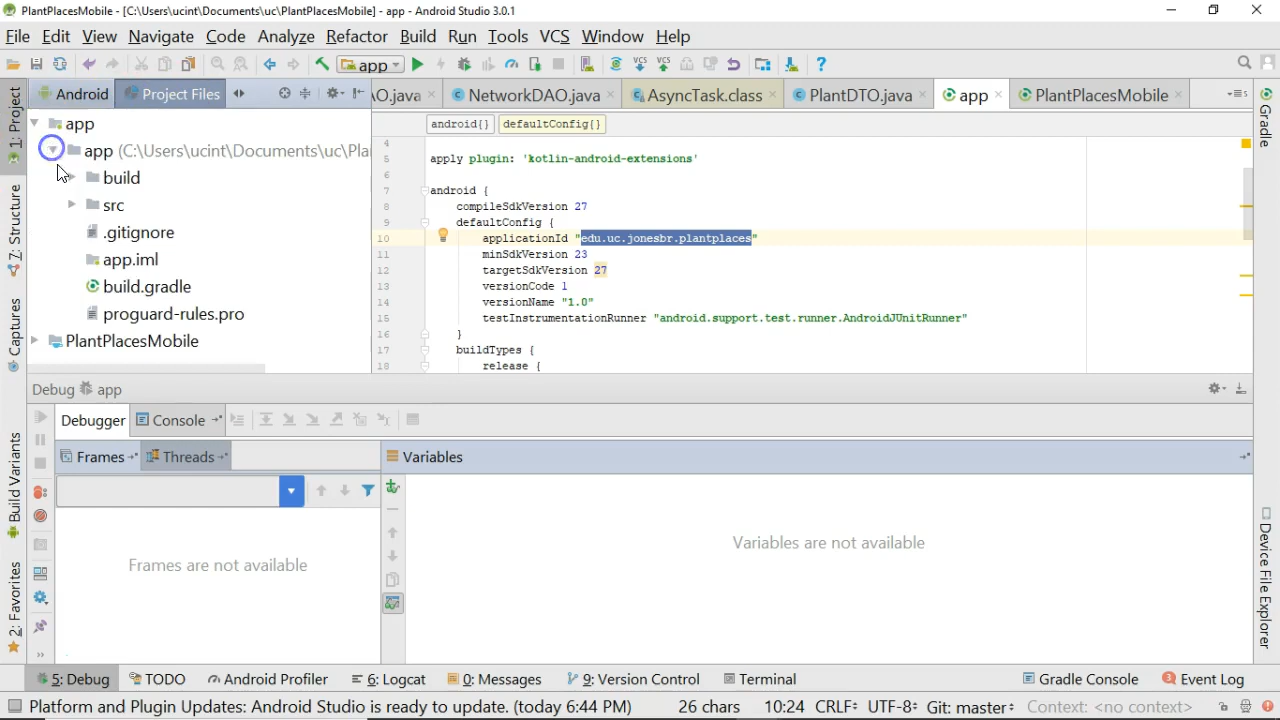 PlantPlacesMobile - [C:\Users\ucint\Documents\uc\PlantPlacesMobile] - app - Android Studio 3.0.1
File Edit View Navigate Code Analyze Refactor Build Run Tools VCS Window Help
app
Android Project Files
O.java NetworkDAO.java AsyncTask.class PlantDTO.java app PlantPlacesMobile
android{} defaultConfig{}
1: Project
Z: Structure
Captures
Build Variants
2: Favorites
app
app (C:\Users\ucint\Documents\uc\Pla
build
src
.gitignore
app.iml
build.gradle
proguard-rules.pro
PlantPlacesMobile
4
5 apply plugin: 'kotlin-android-extensions'
6
7 android {
8 compileSdkVersion 27
9 defaultConfig {
10 applicationId "edu.uc.jonesbr.plantplaces"
11 minSdkVersion 23
12 targetSdkVersion 27
13 versionCode 1
14 versionName "1.0"
15 testInstrumentationRunner "android.support.test.runner.AndroidJUnitRunner"
16 }
17 buildTypes {
18 release {
Gradle
Device File Explorer
Debug app
Debugger Console
Frames Threads
Variables
Frames are not available
Variables are not available
5: Debug TODO Android Profiler 6: Logcat 0: Messages 9: Version Control Terminal Gradle Console 3 Event Log
Platform and Plugin Updates: Android Studio is ready to update. (today 6:44 PM) 26 chars 10:24 CRLF UTF-8 Git: master Context: <no context>